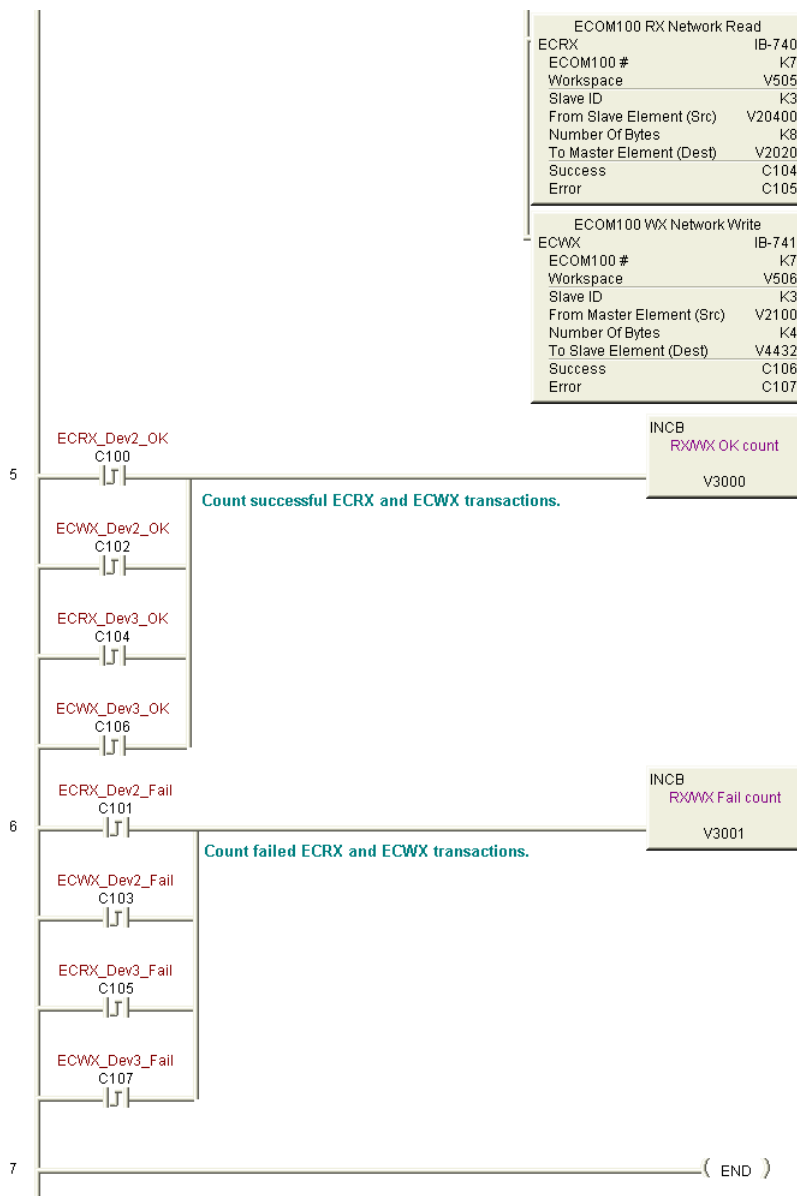 ECOM100 RX Network Read
ECRX IB-740
ECOM100 # K7
Workspace V505
Slave ID K3
From Slave Element (Src) V20400
Number Of Bytes K8
To Master Element (Dest) V2020
Success C104
Error C105
ECOM100 WX Network Write
ECWX IB-741
ECOM100 # K7
Workspace V506
Slave ID K3
From Master Element (Src) V2100
Number Of Bytes K4
To Slave Element (Dest) V4432
Success C106
Error C107
5
ECRX_Dev2_OK
C100
INCB
RX/WX OK count
V3000
Count successful ECRX and ECWX transactions.
ECWX_Dev2_OK
C102
ECRX_Dev3_OK
C104
ECWX_Dev3_OK
C106
6
ECRX_Dev2_Fail
C101
INCB
RX/WX Fail count
V3001
Count failed ECRX and ECWX transactions.
ECWX_Dev2_Fail
C103
ECRX_Dev3_Fail
C105
ECWX_Dev3_Fail
C107
7
( END )